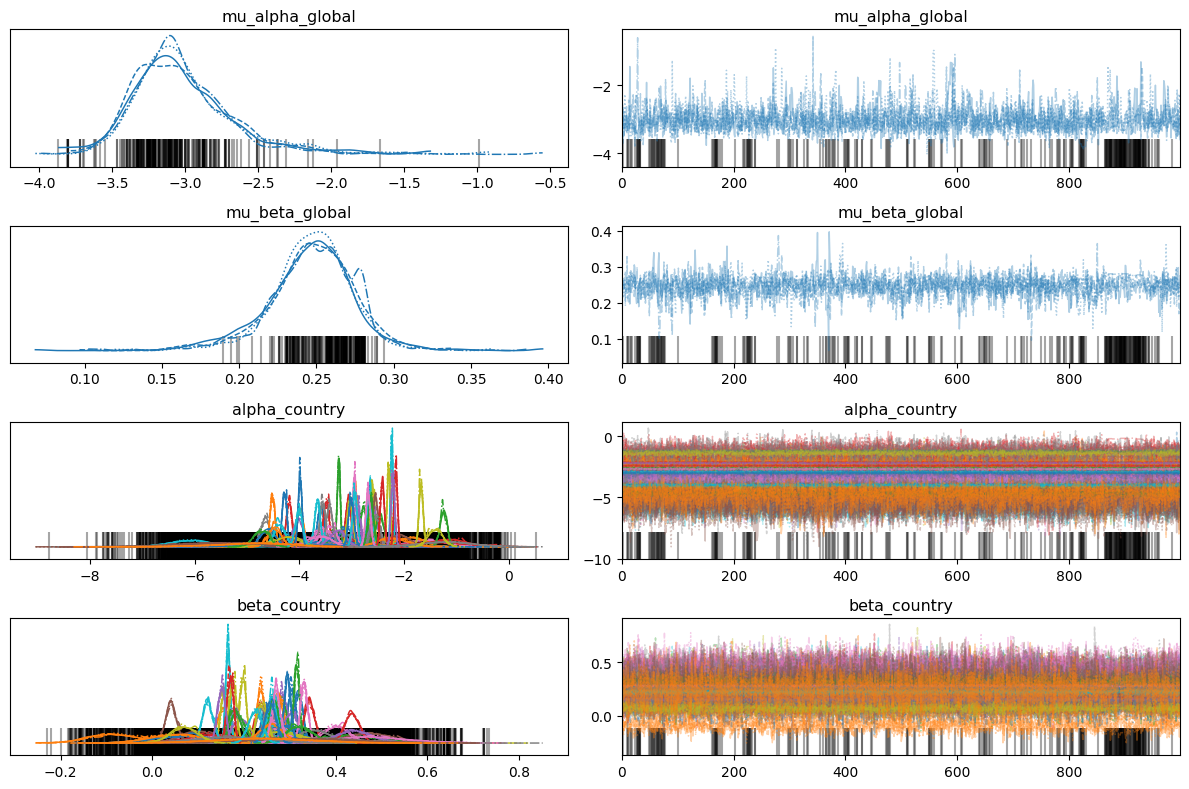 mu_alpha_global
mu_alpha_global
−2
−4
−4.0 −3.5 −3.0 −2.5 −2.0 −1.5 −1.0 −0.5
0 200 400 600 800
mu_beta_global
mu_beta_global
0.4
0.3
0.2
0.1
0.10 0.15 0.20 0.25 0.30 0.35 0.40
0 200 400 600 800
alpha_country
alpha_country
0
−5
−10
−8 −6 −4 −2 0
0 200 400 600 800
beta_country
beta_country
0.5
0.0
−0.2 0.0 0.2 0.4 0.6 0.8
0 200 400 600 800